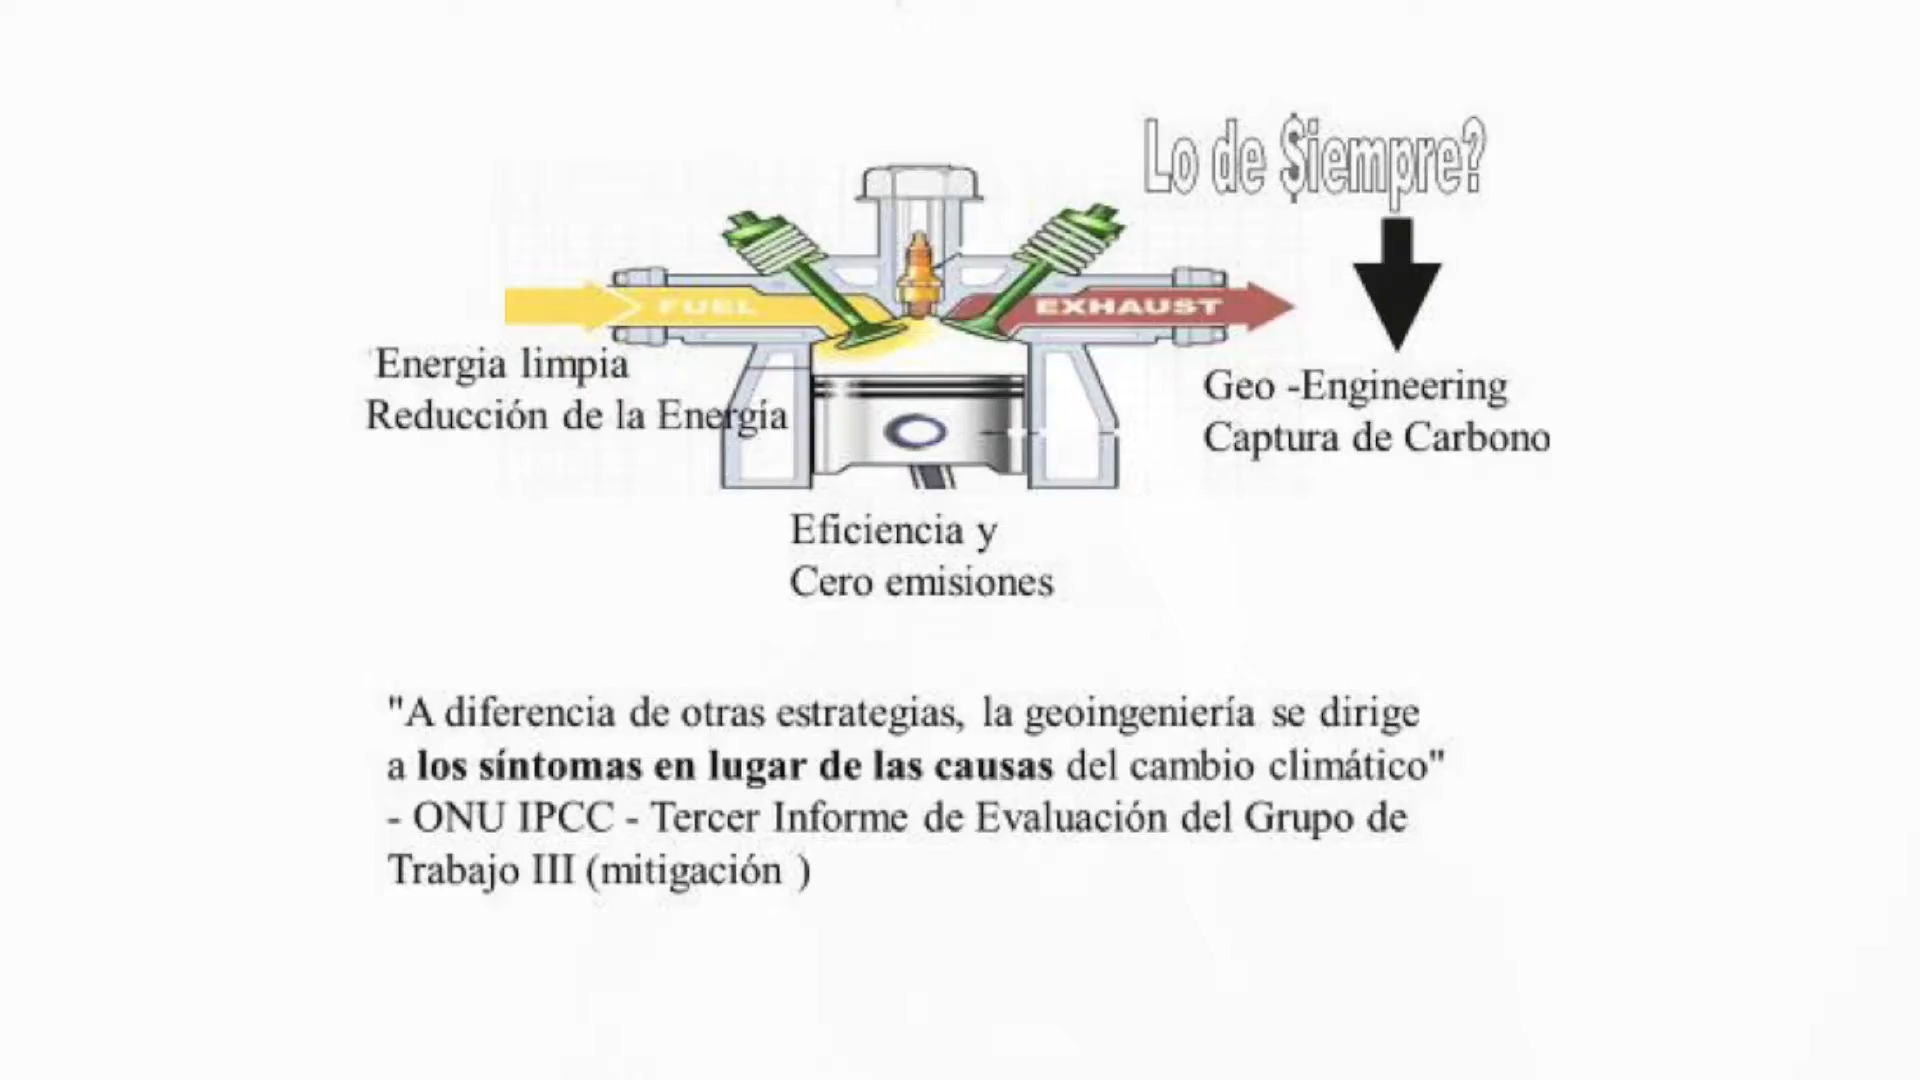 Lo de $iempre?
FUEL
EXHAUST
Energia limpia
Reducción de la Energía
Geo -Engineering
Captura de Carbono
Eficiencia y
Cero emisiones
"A diferencia de otras estrategias, la geoingeniería se dirige
a los síntomas en lugar de las causas del cambio climático"
- ONU IPCC - Tercer Informe de Evaluación del Grupo de
Trabajo III (mitigación )